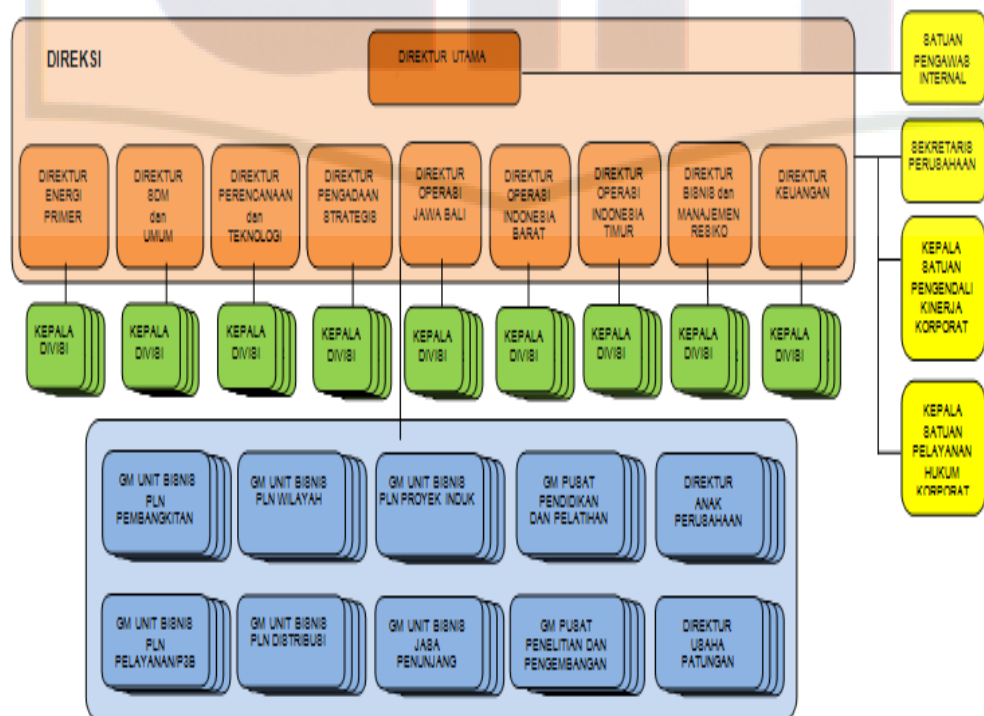 DIREKSI
DIREKTUR UTAMA
SATUAN
PENGAWAS
INTERNAL
SEKRETARIS
PERUSAHAAN
KEPALA
SATUAN
PENGENDALI
KINERJA
KORPORAT
KEPALA
SATUAN
PELAYANAN
HUKUM
KORPORAT
DIREKTUR
ENERGI
PRIMER
DIREKTUR
SDM
dan
UMUM
DIREKTUR
PERENCANAAN
dan
TEKNOLOGI
DIREKTUR
PENGADAAN
STRATEGIS
DIREKTUR
OPERASI
JAWA BALI
DIREKTUR
OPERASI
INDONESIA
BARAT
DIREKTUR
OPERASI
INDONESIA
TIMUR
DIREKTUR
BISNIS dan
MANAJEMEN
RESIKO
DIREKTUR
KEUANGAN
KEPALA
DIVISI
KEPALA
DIVISI
KEPALA
DIVISI
KEPALA
DIVISI
KEPALA
DIVISI
KEPALA
DIVISI
KEPALA
DIVISI
KEPALA
DIVISI
KEPALA
DIVISI
GM UNIT BISNIS
PLN
PEMBANGKITAN
GM UNIT BISNIS
PLN WILAYAH
GM UNIT BISNIS
PLN PROYEK INDUK
GM PUSAT
PENDIDIKAN
DAN PELATIHAN
DIREKTUR
ANAK
PERUSAHAAN
GM UNIT BISNIS
PLN
PELAYANAN/P3B
GM UNIT BISNIS
PLN DISTRIBUSI
GM UNIT BISNIS
JASA
PENUNJANG
GM PUSAT
PENELITIAN DAN
PENGEMBANGAN
DIREKTUR
USAHA
PATUNGAN